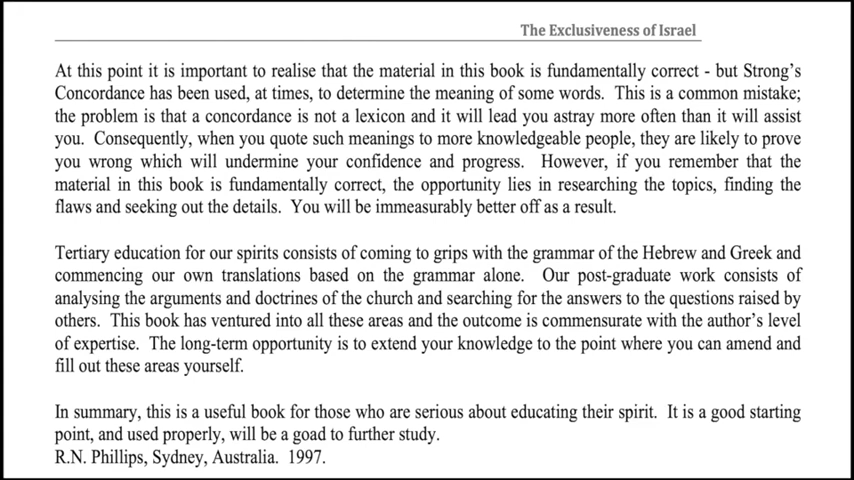 The Exclusiveness of Israel
At this point it is important to realise that the material in this book is fundamentally correct - but Strong's
Concordance has been used, at times, to determine the meaning of some words. This is a common mistake;
the problem is that a concordance is not a lexicon and it will lead you astray more often than it will assist
you. Consequently, when you quote such meanings to more knowledgeable people, they are likely to prove
you wrong which will undermine your confidence and progress. However, if you remember that the
material in this book is fundamentally correct, the opportunity lies in researching the topics, finding the
flaws and seeking out the details. You will be immeasurably better off as a result.
Tertiary education for our spirits consists of coming to grips with the grammar of the Hebrew and Greek and
commencing our own translations based on the grammar alone. Our post-graduate work consists of
analysing the arguments and doctrines of the church and searching for the answers to the questions raised by
others. This book has ventured into all these areas and the outcome is commensurate with the author's level
of expertise. The long-term opportunity is to extend your knowledge to the point where you can amend and
fill out these areas yourself.
In summary, this is a useful book for those who are serious about educating their spirit. It is a good starting
point, and used properly, will be a goad to further study.
R.N. Phillips, Sydney, Australia. 1997.